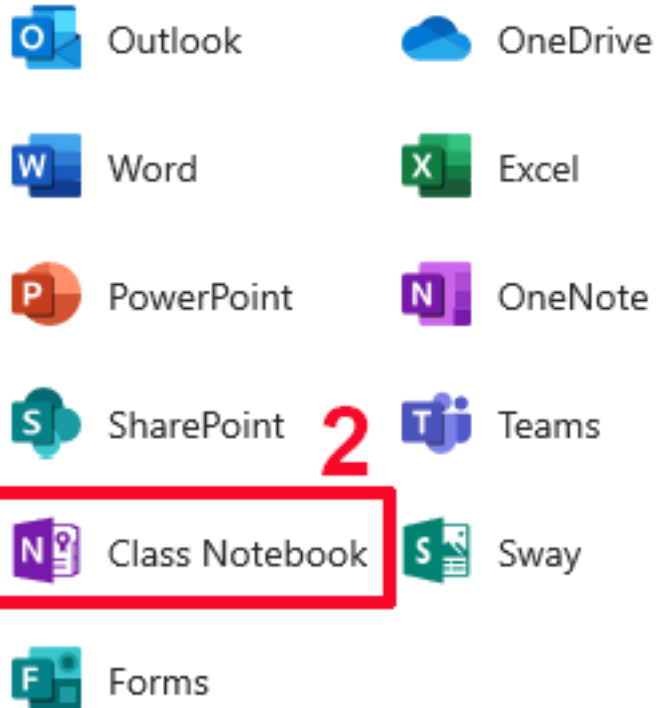 Outlook OneDrive
Word Excel
PowerPoint OneNote
SharePoint 2 Teams
Class Notebook Sway
Forms